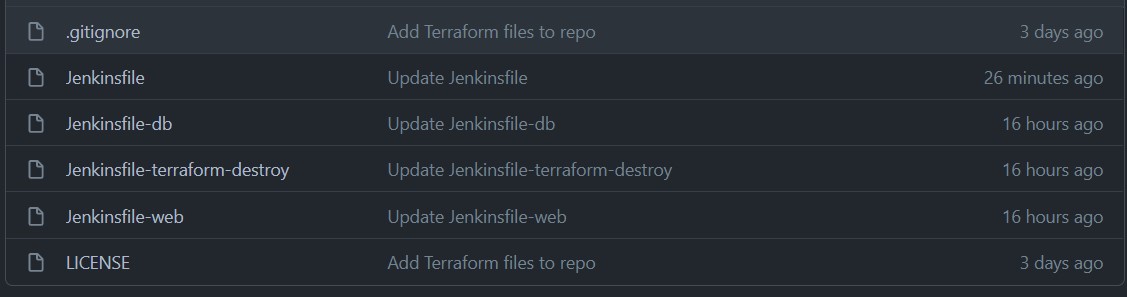 .gitignore Add Terraform files to repo 3 days ago
Jenkinsfile Update Jenkinsfile 26 minutes ago
Jenkinsfile-db Update Jenkinsfile-db 16 hours ago
Jenkinsfile-terraform-destroy Update Jenkinsfile-terraform-destroy 16 hours ago
Jenkinsfile-web Update Jenkinsfile-web 16 hours ago
LICENSE Add Terraform files to repo 3 days ago